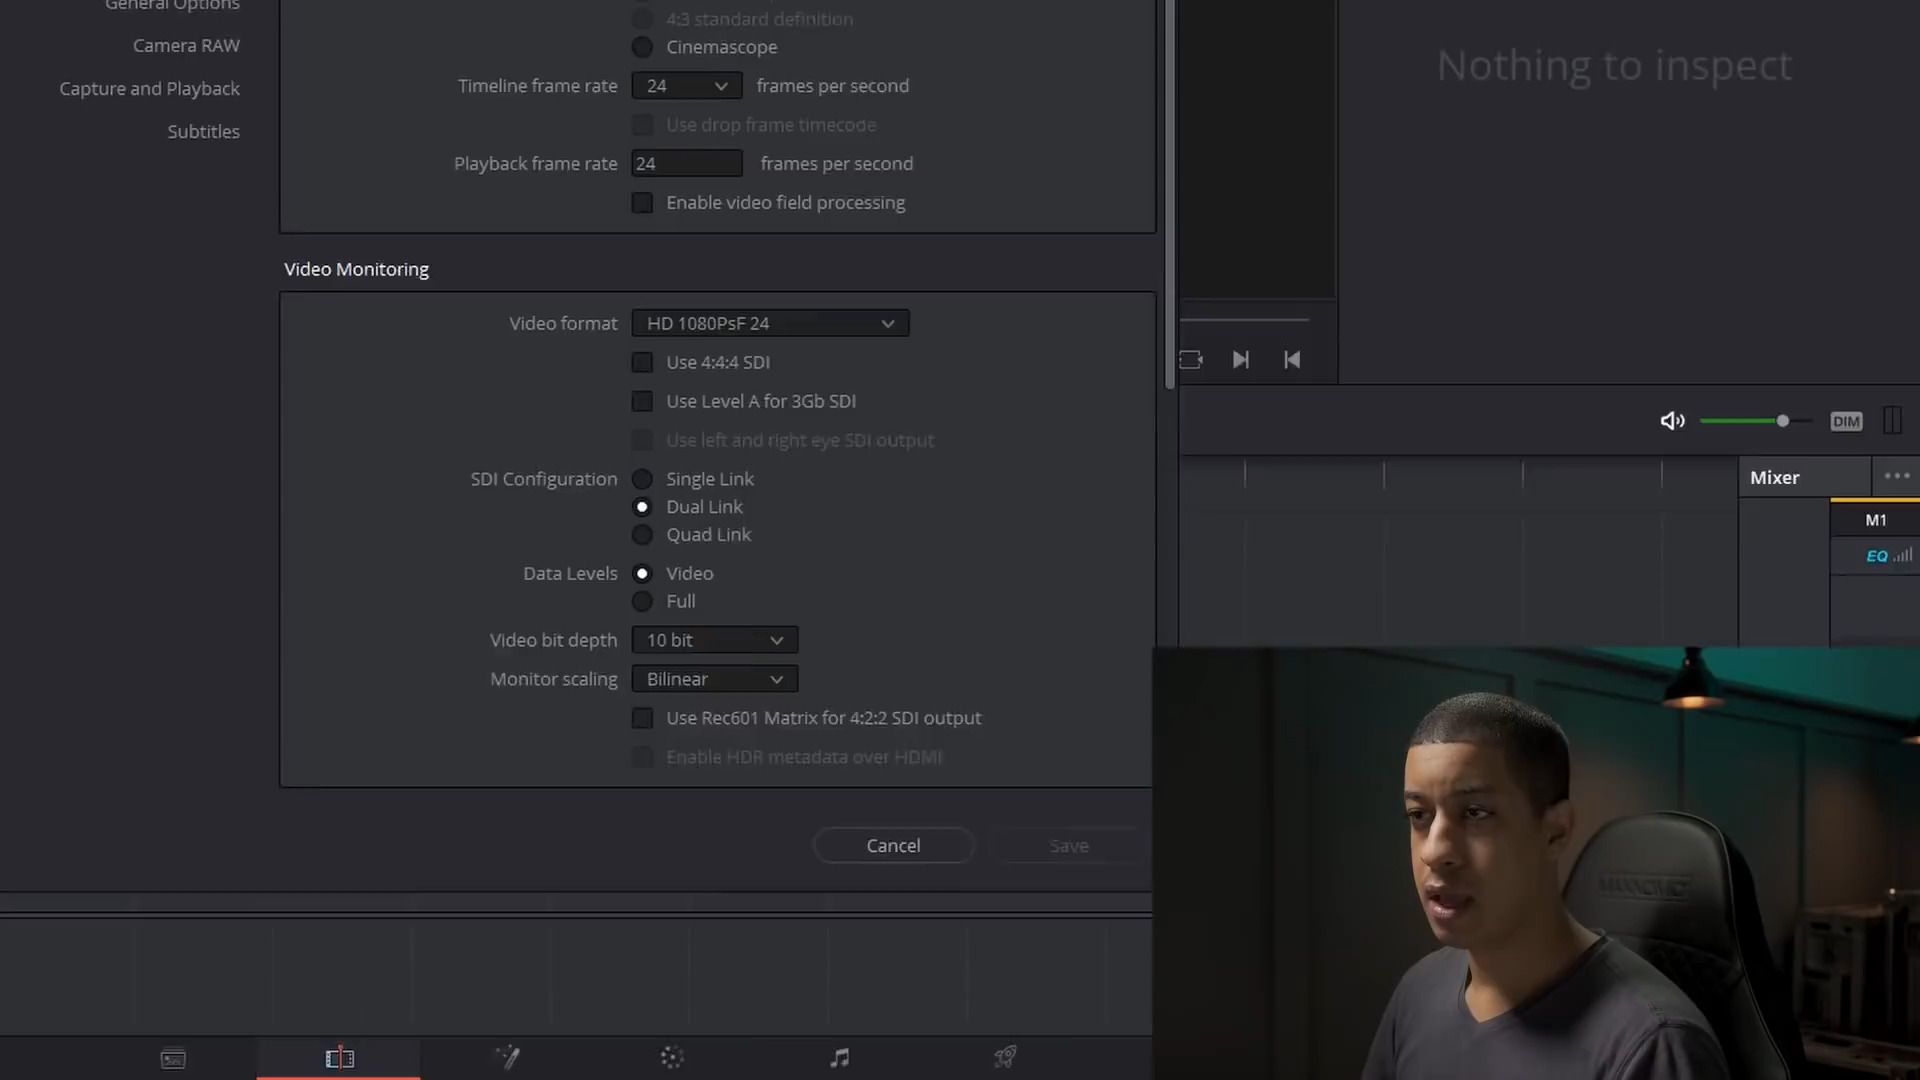 General Options
Camera RAW
Capture and Playback
Subtitles
4:3 standard definition
Cinemascope
Timeline frame rate 24 frames per second
Use drop frame timecode
Playback frame rate 24 frames per second
Enable video field processing
Video Monitoring
Video format HD 1080PsF 24
Use 4:4:4 SDI
Use Level A for 3Gb SDI
Use left and right eye SDI output
SDI Configuration Single Link
Dual Link
Quad Link
Data Levels Video
Full
Video bit depth 10 bit
Monitor scaling Bilinear
Use Rec601 Matrix for 4:2:2 SDI output
Enable HDR metadata over HDMI
Cancel Save
Nothing to inspect
DIM
Mixer
M1
EQ
MAXNOMIC